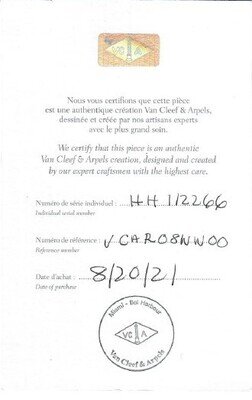 VC A
Nous vous certifions que cette pièce
est une authentique création Van Cleef & Arpels,
dessinée et créée par nos artisans experts
avec le plus grand soin.
We certify that this piece is an authentic
Van Cleef & Arpels creation, designed and created
by our expert craftsmen with the highest care.
Numéro de série individuel : HH112266
Individual serial number
Numéro de référence : VCARO8WW00
Reference number
Date d'achat : 8/20/21
Date of purchase
Miami - Bal Harbour
VC A
Van Cleef & Arpels